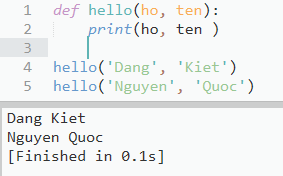 1 def hello(ho, ten):
2     print(ho, ten )
3
4 hello('Dang', 'Kiet')
5 hello('Nguyen', 'Quoc')
Dang Kiet
Nguyen Quoc
[Finished in 0.1s]